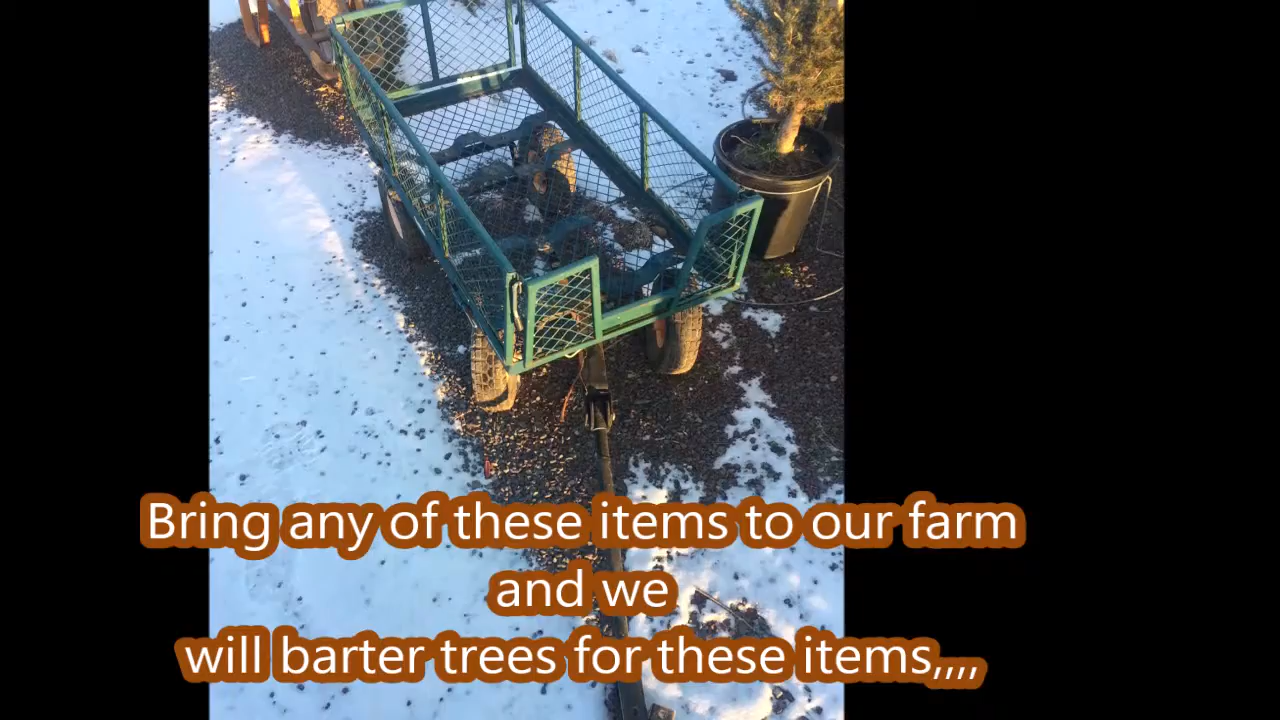 Bring any of these items to our farm
and we
will barter trees for these items,,,,